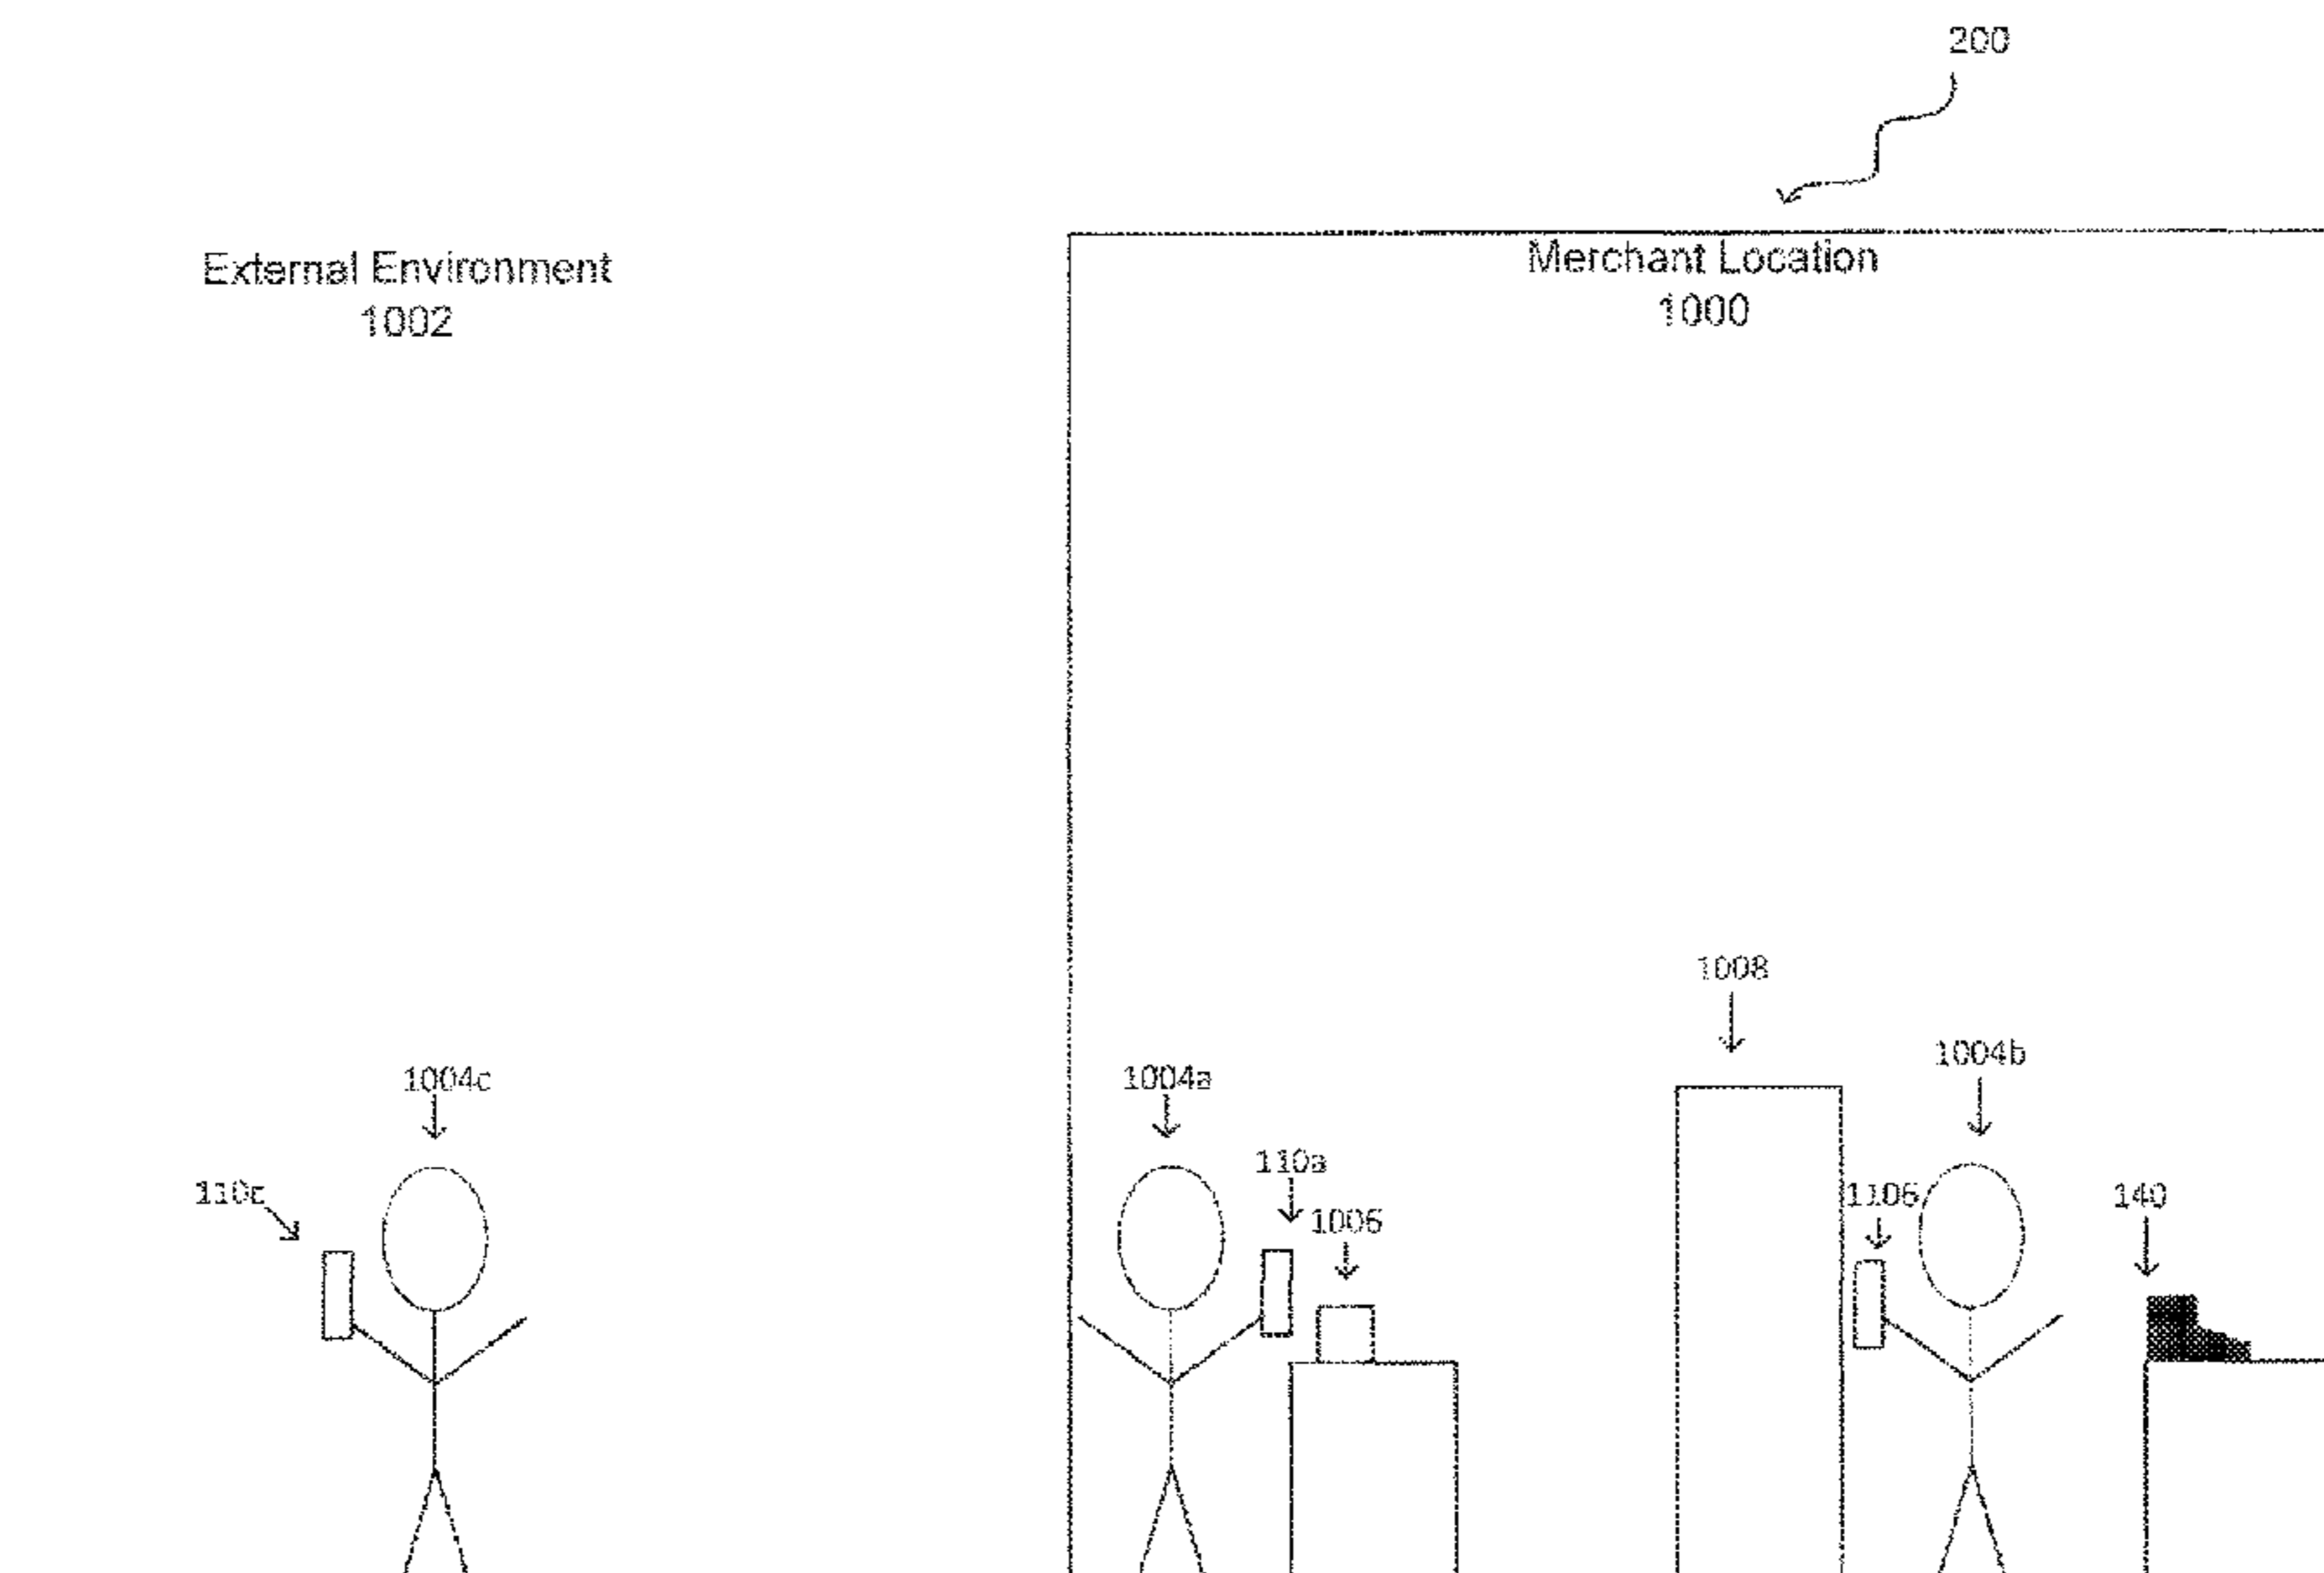 200
External Environment
1002
Merchant Location
1000
1008
1004c
1004a
1004b
110c
110a
1006
1106
140